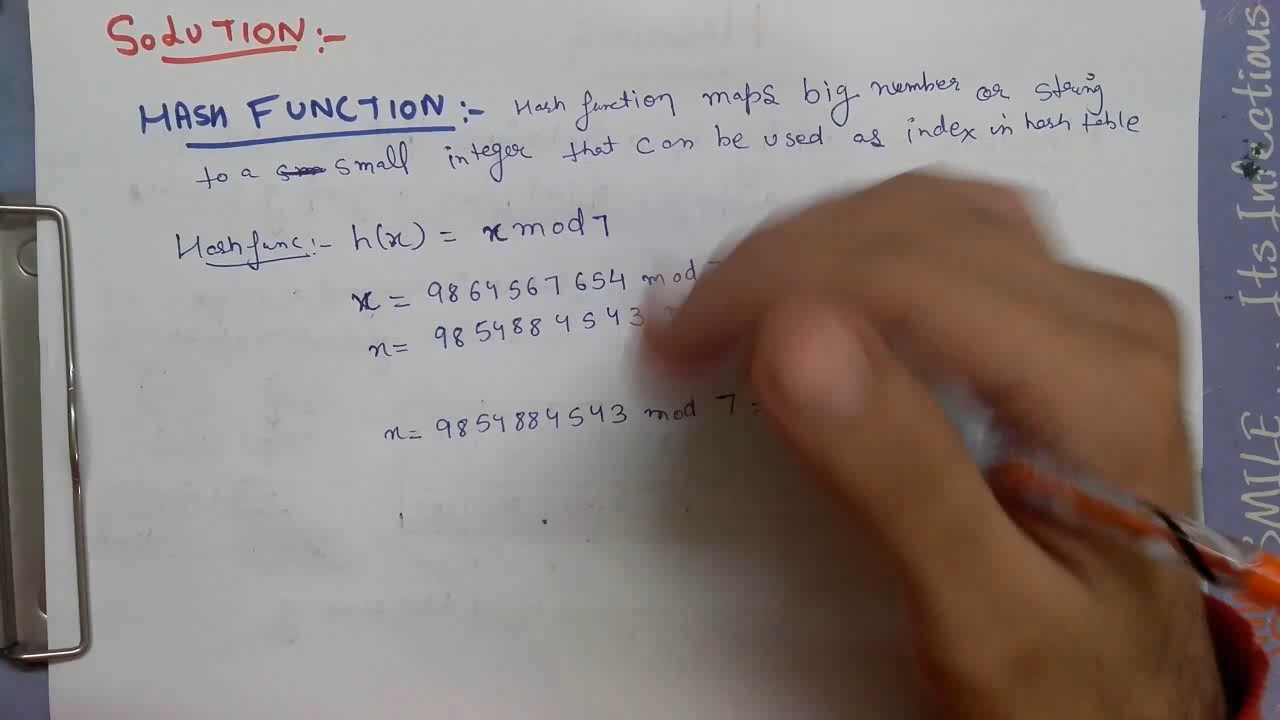 SOLUTION :-
HASH FUNCTION :- Hash function maps big number or string
to a small integer that can be used as index in hash table
Hash func :- h(x) = x mod 7
x = 9864567654 mod 7
n = 9854884543
n = 9854884543 mod 7 =
SMILE... Its Infectious